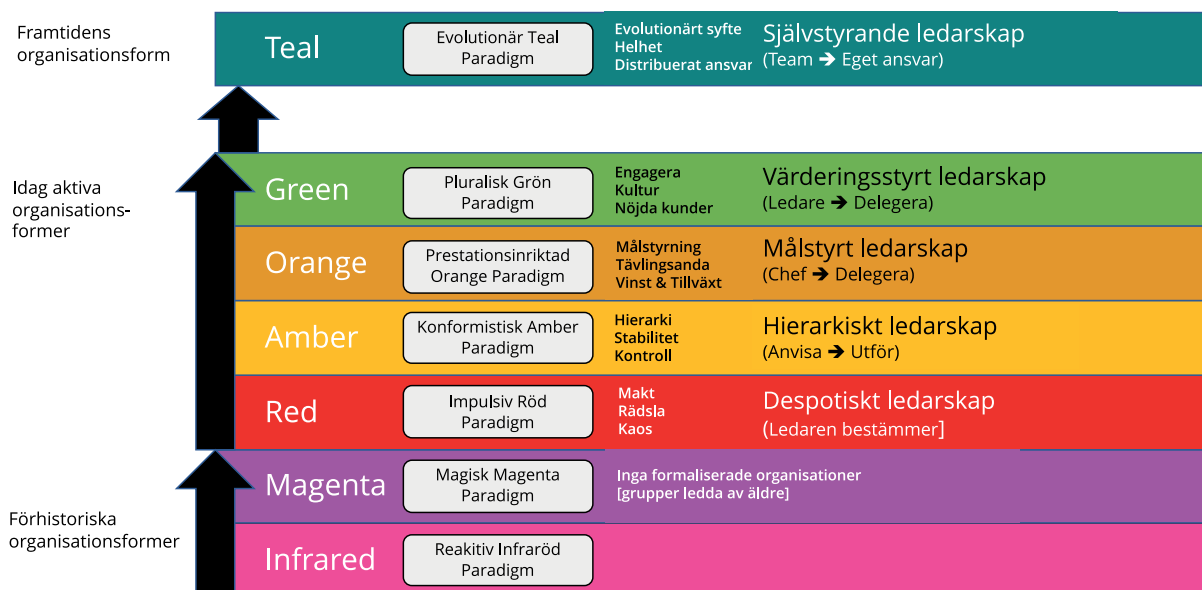 Framtidens
organisationsform
Teal
Evolutionär Teal
Paradigm
Evolutionärt syfte
Helhet
Distribuerat ansvar
Självstyrande ledarskap
(Team ➔ Eget ansvar)
Idag aktiva
organisations-
former
Green
Pluralisk Grön
Paradigm
Engagera
Kultur
Nöjda kunder
Värderingsstyrt ledarskap
(Ledare ➔ Delegera)
Orange
Prestationsinriktad
Orange Paradigm
Målstyrning
Tävlingsanda
Vinst & Tillväxt
Målstyrt ledarskap
(Chef ➔ Delegera)
Amber
Konformistisk Amber
Paradigm
Hierarki
Stabilitet
Kontroll
Hierarkiskt ledarskap
(Anvisa ➔ Utför)
Red
Impulsiv Röd
Paradigm
Makt
Rädsla
Kaos
Despotiskt ledarskap
(Ledaren bestämmer]
Förhistoriska
organisationsformer
Magenta
Magisk Magenta
Paradigm
Inga formaliserade organisationer
[grupper ledda av äldre]
Infrared
Reakitiv Infraröd
Paradigm